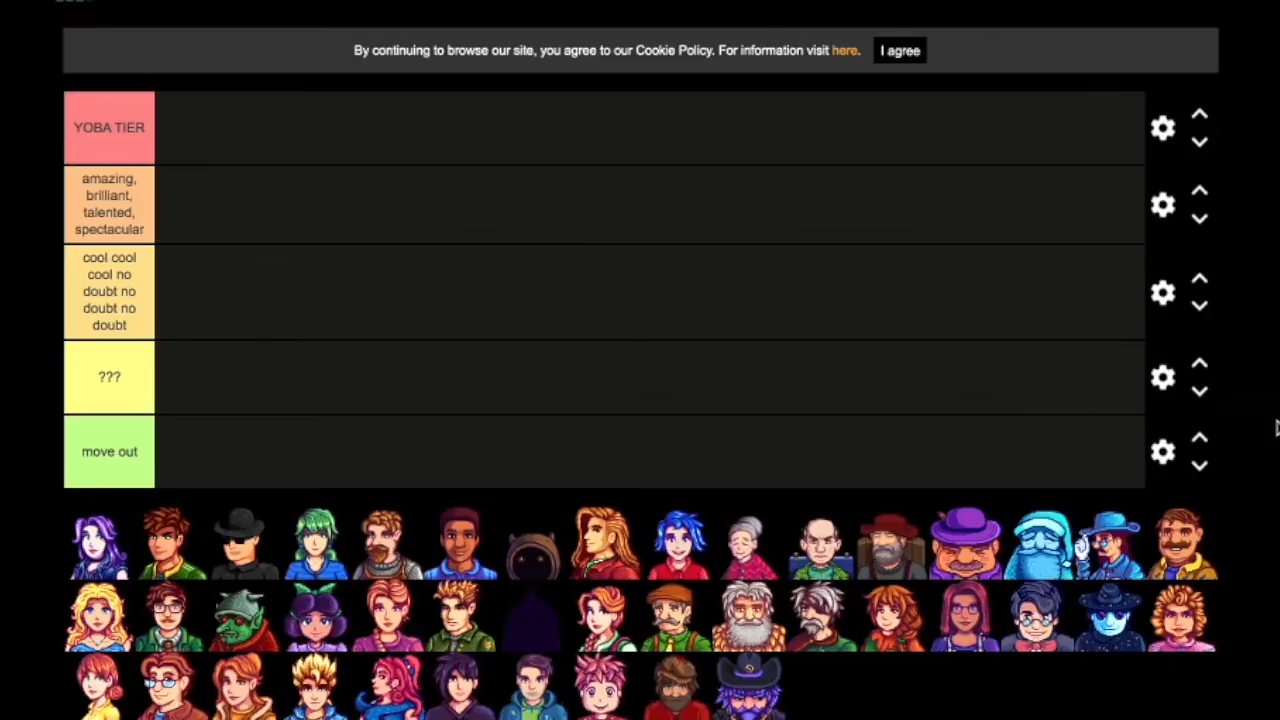 By continuing to browse our site, you agree to our Cookie Policy. For information visit here.
I agree
YOBA TIER
amazing,
brilliant,
talented,
spectacular
cool cool
cool no
doubt no
doubt no
doubt
???
move out